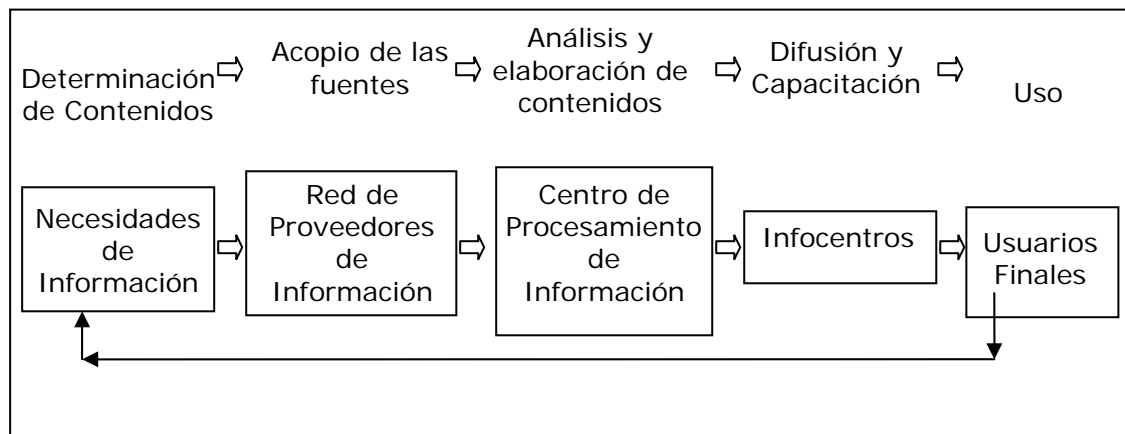 Determinación
de Contenidos
Acopio de las
fuentes
Análisis y
elaboración de
contenidos
Difusión y
Capacitación
Uso
Necesidades
de
Información
Red de
Proveedores
de
Información
Centro de
Procesamiento
de
Información
Infocentros
Usuarios
Finales